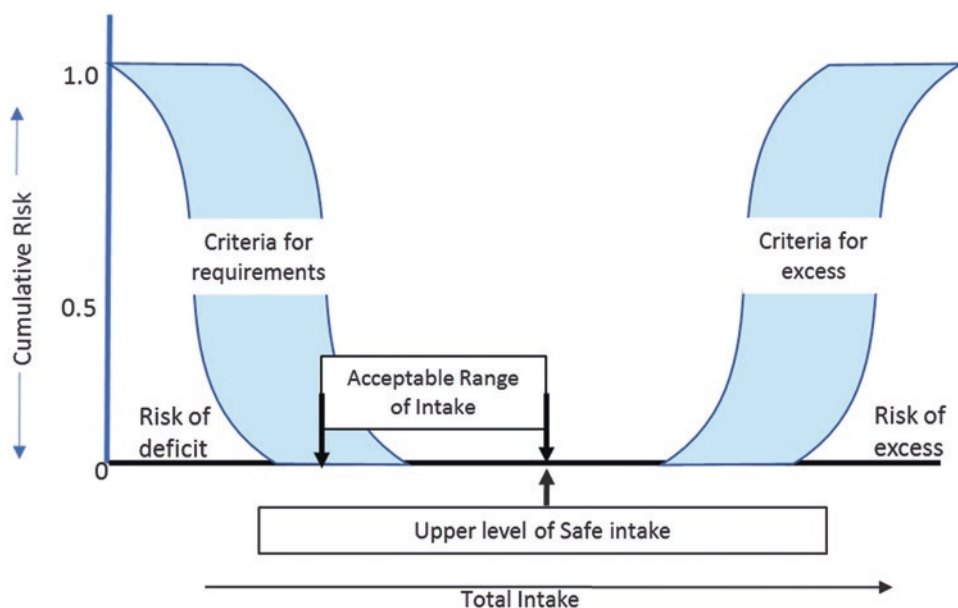 1.0
Cumulative RIsk
Criteria for
requirements
Criteria for
excess
0.5
Acceptable Range
of Intake
Risk of
deficit
Risk of
excess
0
Upper level of Safe intake
Total Intake